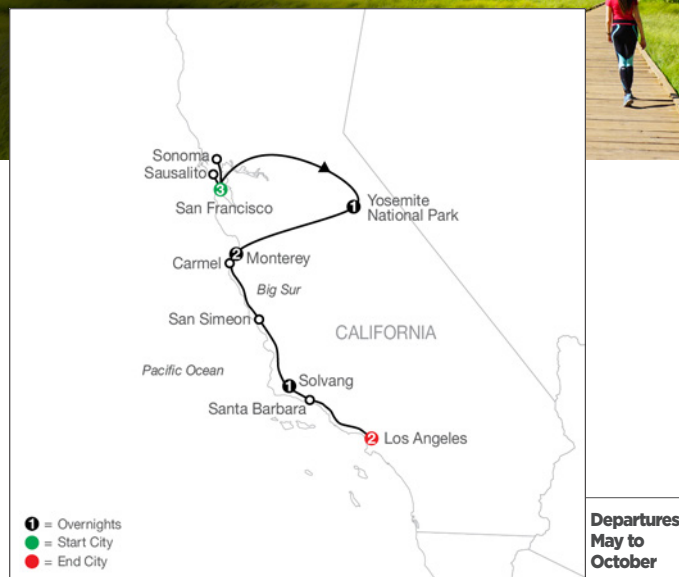 Sonoma
Sausalito
3
San Francisco
1
Yosemite
National Park
2
Monterey
Carmel
Big Sur
San Simeon
CALIFORNIA
Pacific Ocean
1
Solvang
Santa Barbara
2
Los Angeles
1 = Overnights
= Start City
= End City
Departures
May to
October